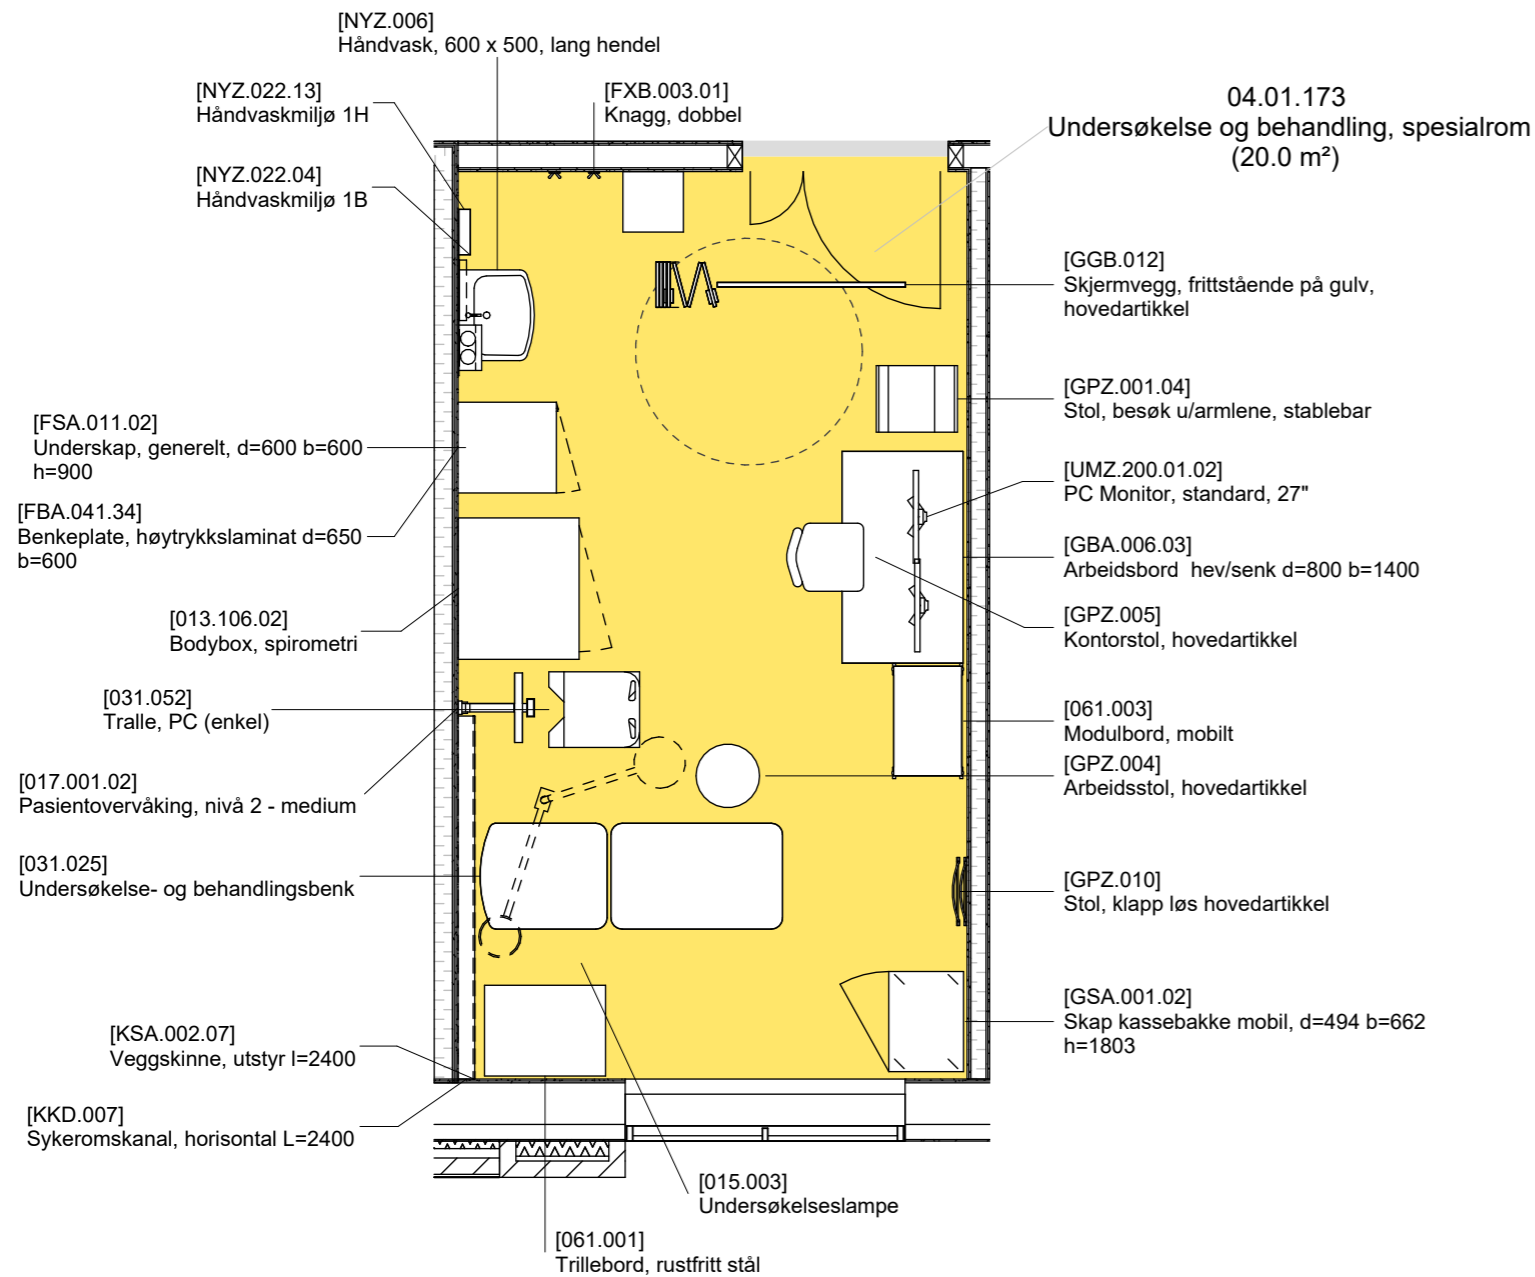 [NYZ.006]
Håndvask, 600 x 500, lang hendel
[NYZ.022.13]
Håndvaskmiljø 1H
[FXB.003.01]
Knagg, dobbel
04.01.173
Undersøkelse og behandling, spesialrom
(20.0 m²)
[NYZ.022.04]
Håndvaskmiljø 1B
[GGB.012]
Skjermvegg, frittstående på gulv,
hovedartikkel
[GPZ.001.04]
Stol, besøk u/armlene, stablebar
[FSA.011.02]
Underskap, generelt, d=600 b=600
h=900
[UMZ.200.01.02]
PC Monitor, standard, 27"
[FBA.041.34]
Benkeplate, høytrykkslaminat d=650
b=600
[GBA.006.03]
Arbeidsbord  hev/senk d=800 b=1400
[013.106.02]
Bodybox, spirometri
[GPZ.005]
Kontorstol, hovedartikkel
[031.052]
Tralle, PC (enkel)
[061.003]
Modulbord, mobilt
[017.001.02]
Pasientovervåking, nivå 2 - medium
[GPZ.004]
Arbeidsstol, hovedartikkel
[031.025]
Undersøkelse- og behandlingsbenk
[GPZ.010]
Stol, klapp løs hovedartikkel
[GSA.001.02]
Skap kassebakke mobil, d=494 b=662
h=1803
[KSA.002.07]
Veggskinne, utstyr l=2400
[KKD.007]
Sykeromskanal, horisontal L=2400
[015.003]
Undersøkelseslampe
[061.001]
Trillebord, rustfritt stål